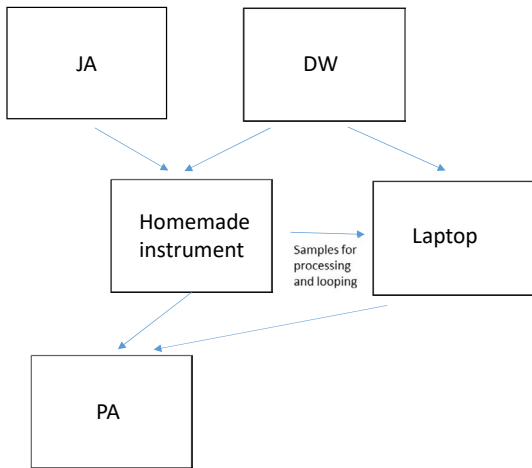 JA
DW
Homemade
instrument
Samples for
processing
and looping
Laptop
PA